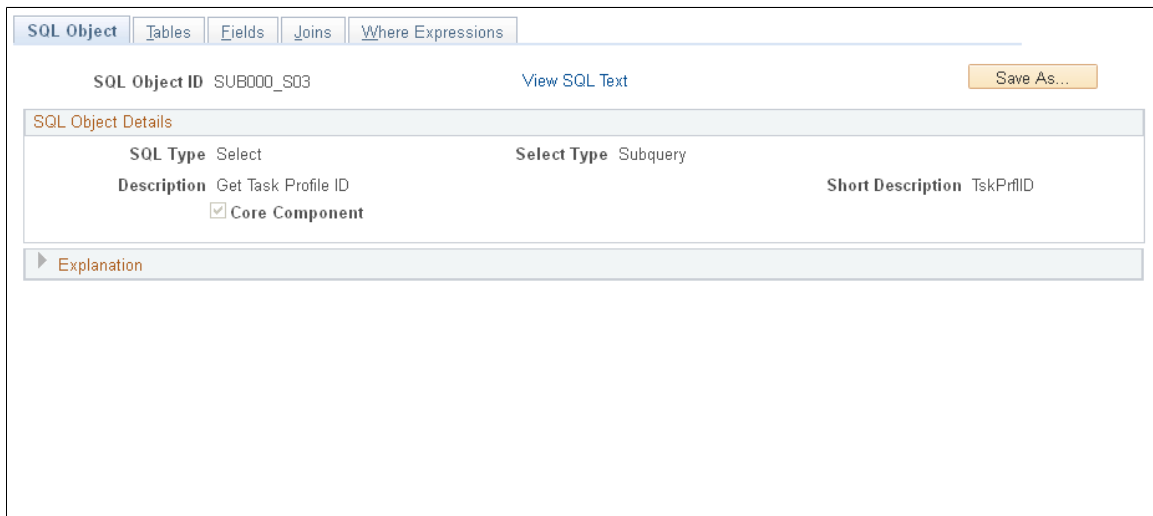 SQL Object Tables Fields Joins Where Expressions
SQL Object ID SUB000_S03 View SQL Text Save As...
SQL Object Details
SQL Type Select Select Type Subquery
Description Get Task Profile ID Short Description TskPrflID
Core Component
Explanation